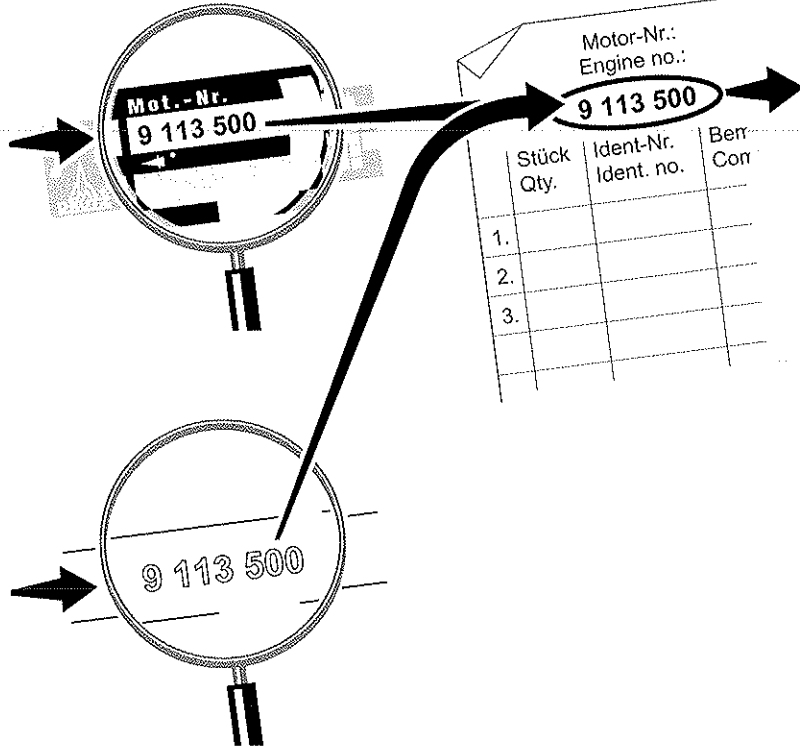 Mot.-Nr.
9 113 500
Motor-Nr.:
Engine no.:
9 113 500
Stück
Qty.
Ident-Nr.
Ident. no.
1.
2.
3.
9 113 500